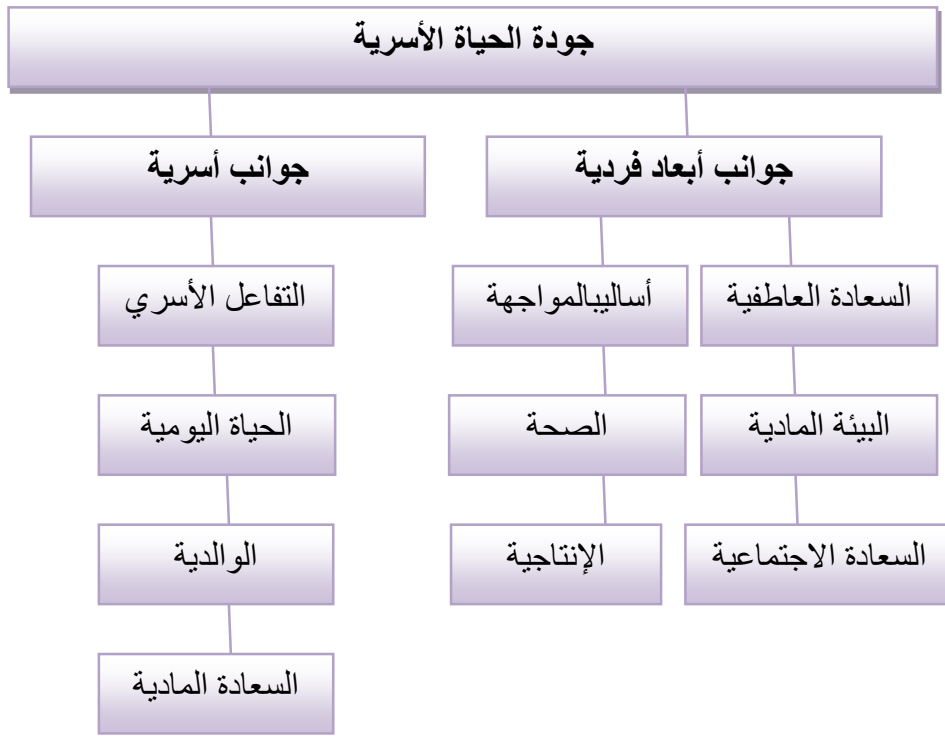 جودة الحياة الأسرية
جوانب أبعاد فردية
جوانب أسرية
السعادة العاطفية
أساليبالمواجهة
التفاعل الأسري
البيئة المادية
الصحة
الحياة اليومية
السعادة الاجتماعية
الإنتاجية
الوالدية
السعادة المادية